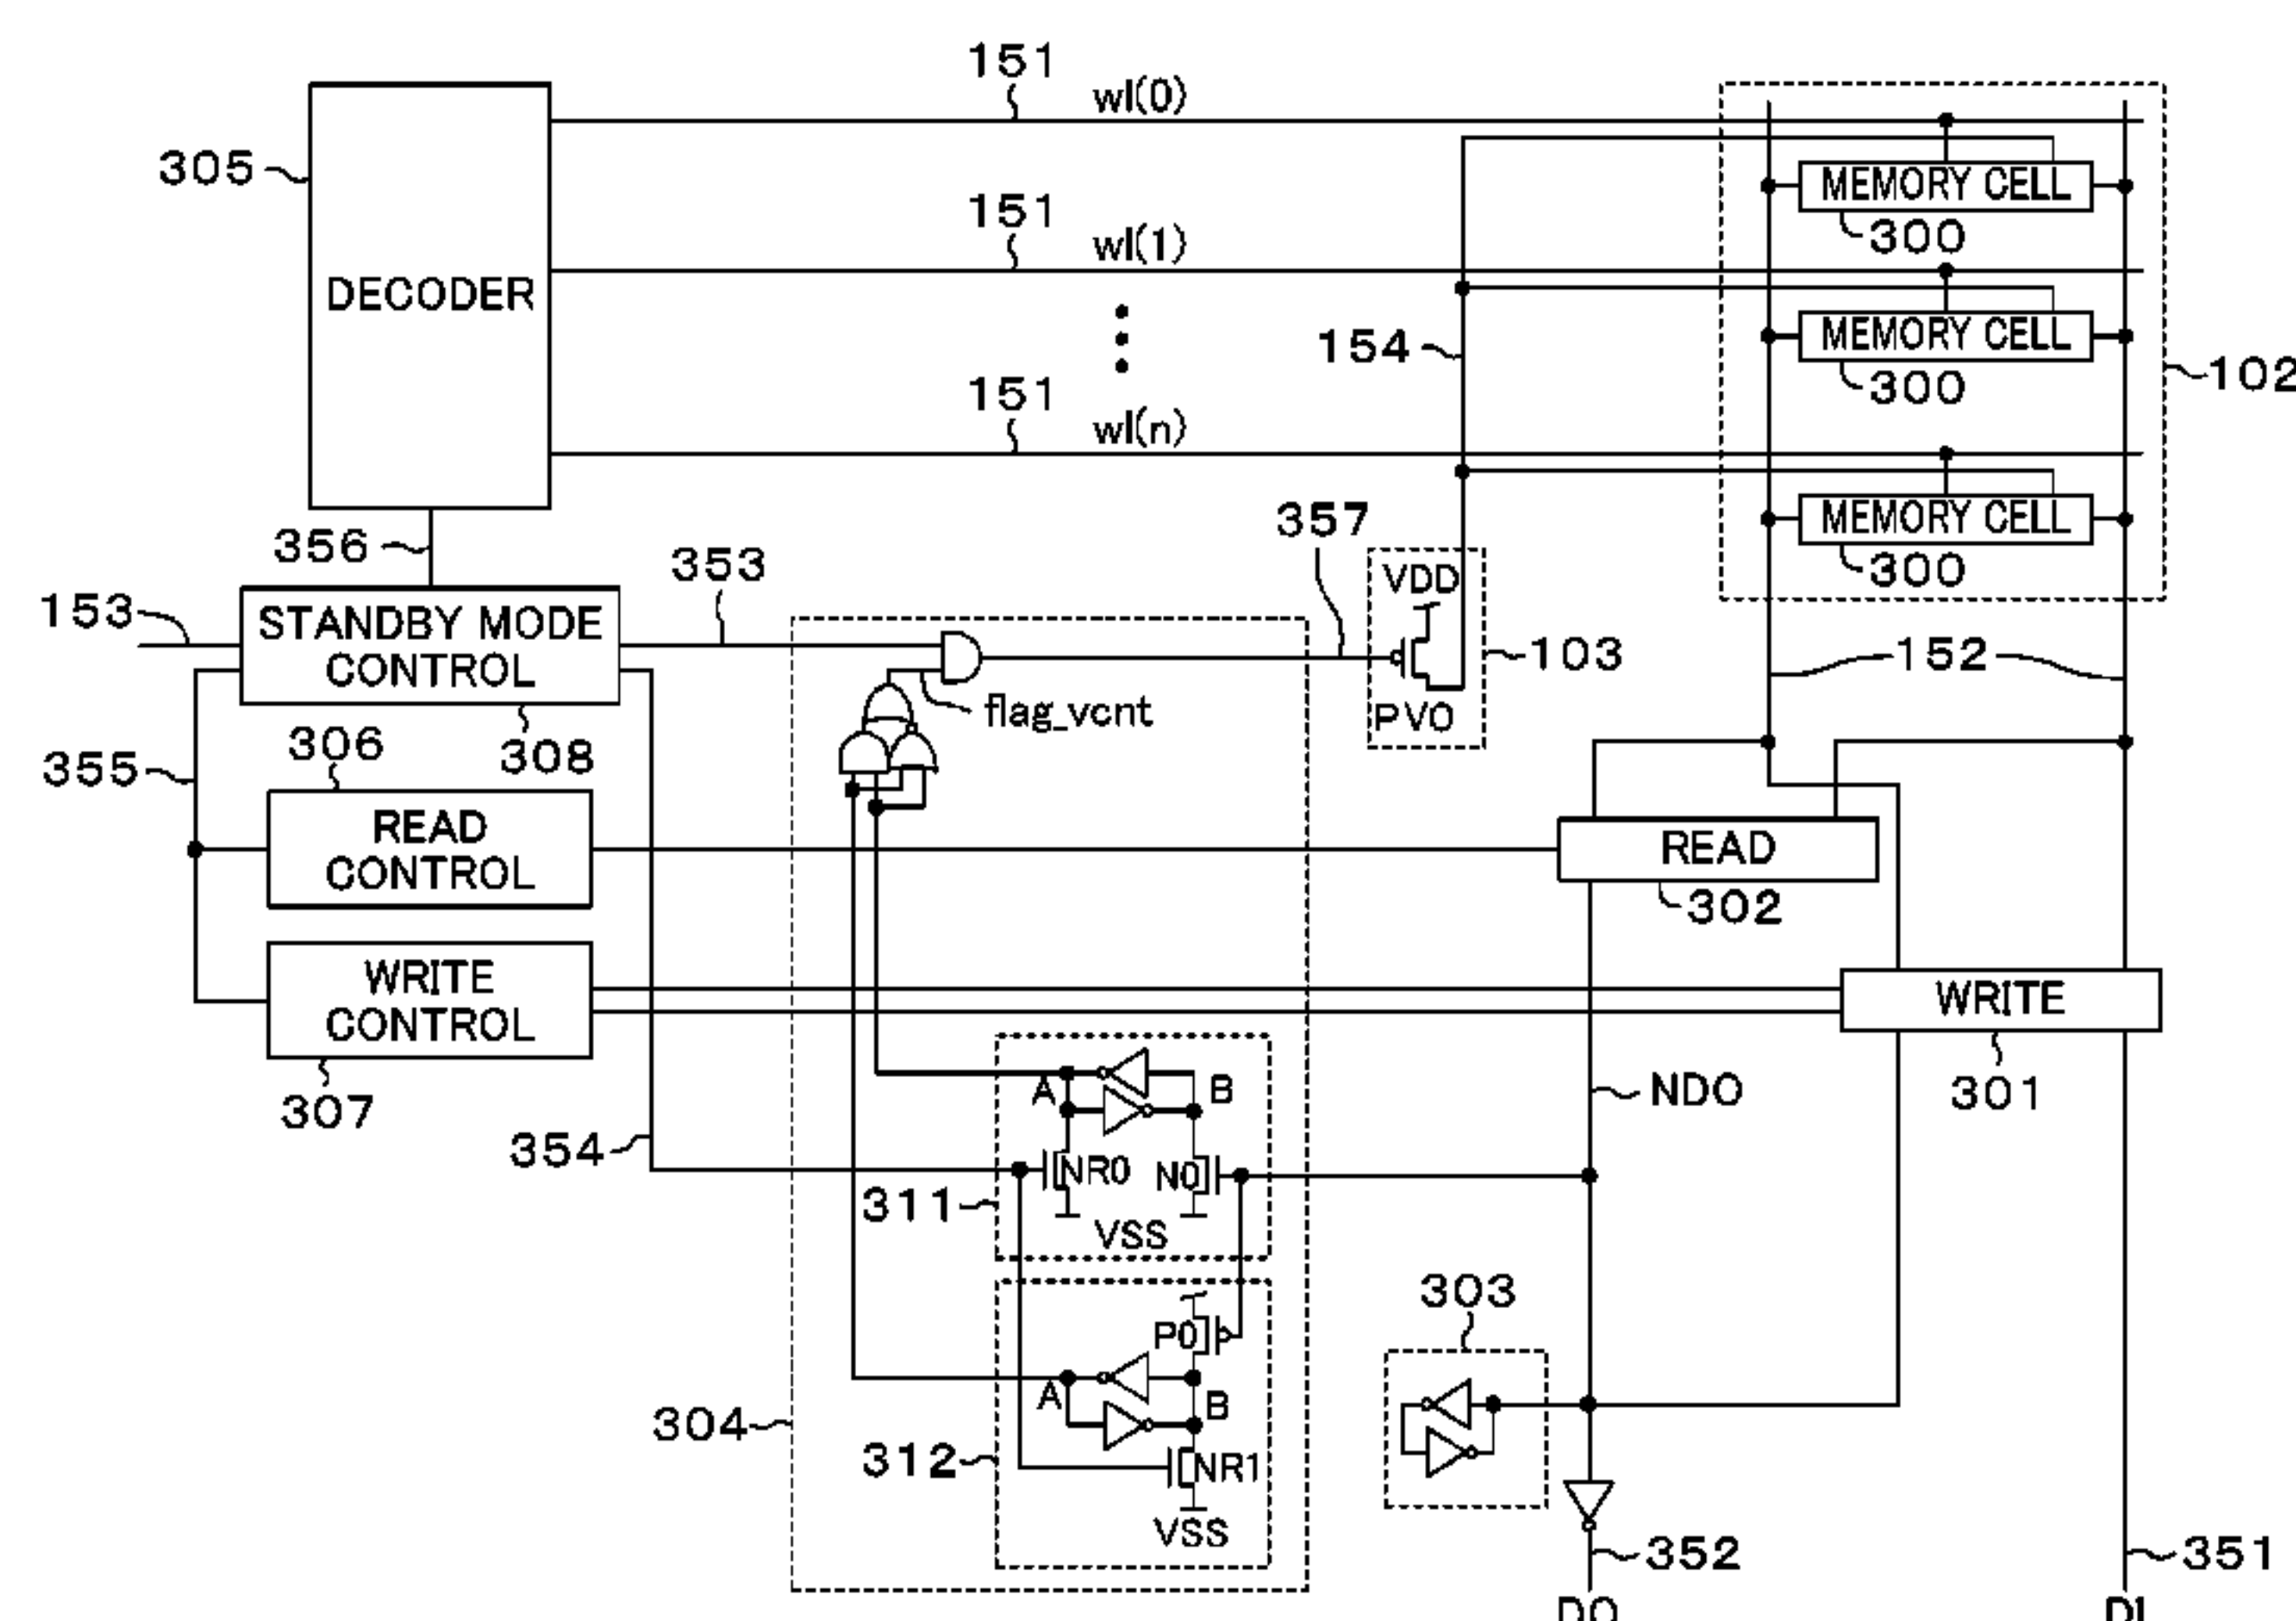 151
wl(0)
305
MEMORY CELL
300
151
wl(1)
DECODER
MEMORY CELL
154
300
102
151
wl(n)
MEMORY CELL
300
356
353
357
VDD
153
STANDBY MODE
CONTROL
103
152
flag_vcnt
PV0
355
306
308
READ
CONTROL
READ
302
WRITE
CONTROL
WRITE
307
301
A
B
NDO
354
NR0
N0
311
VSS
303
P0
A
B
304
312
NR1
VSS
352
351
DO
DI